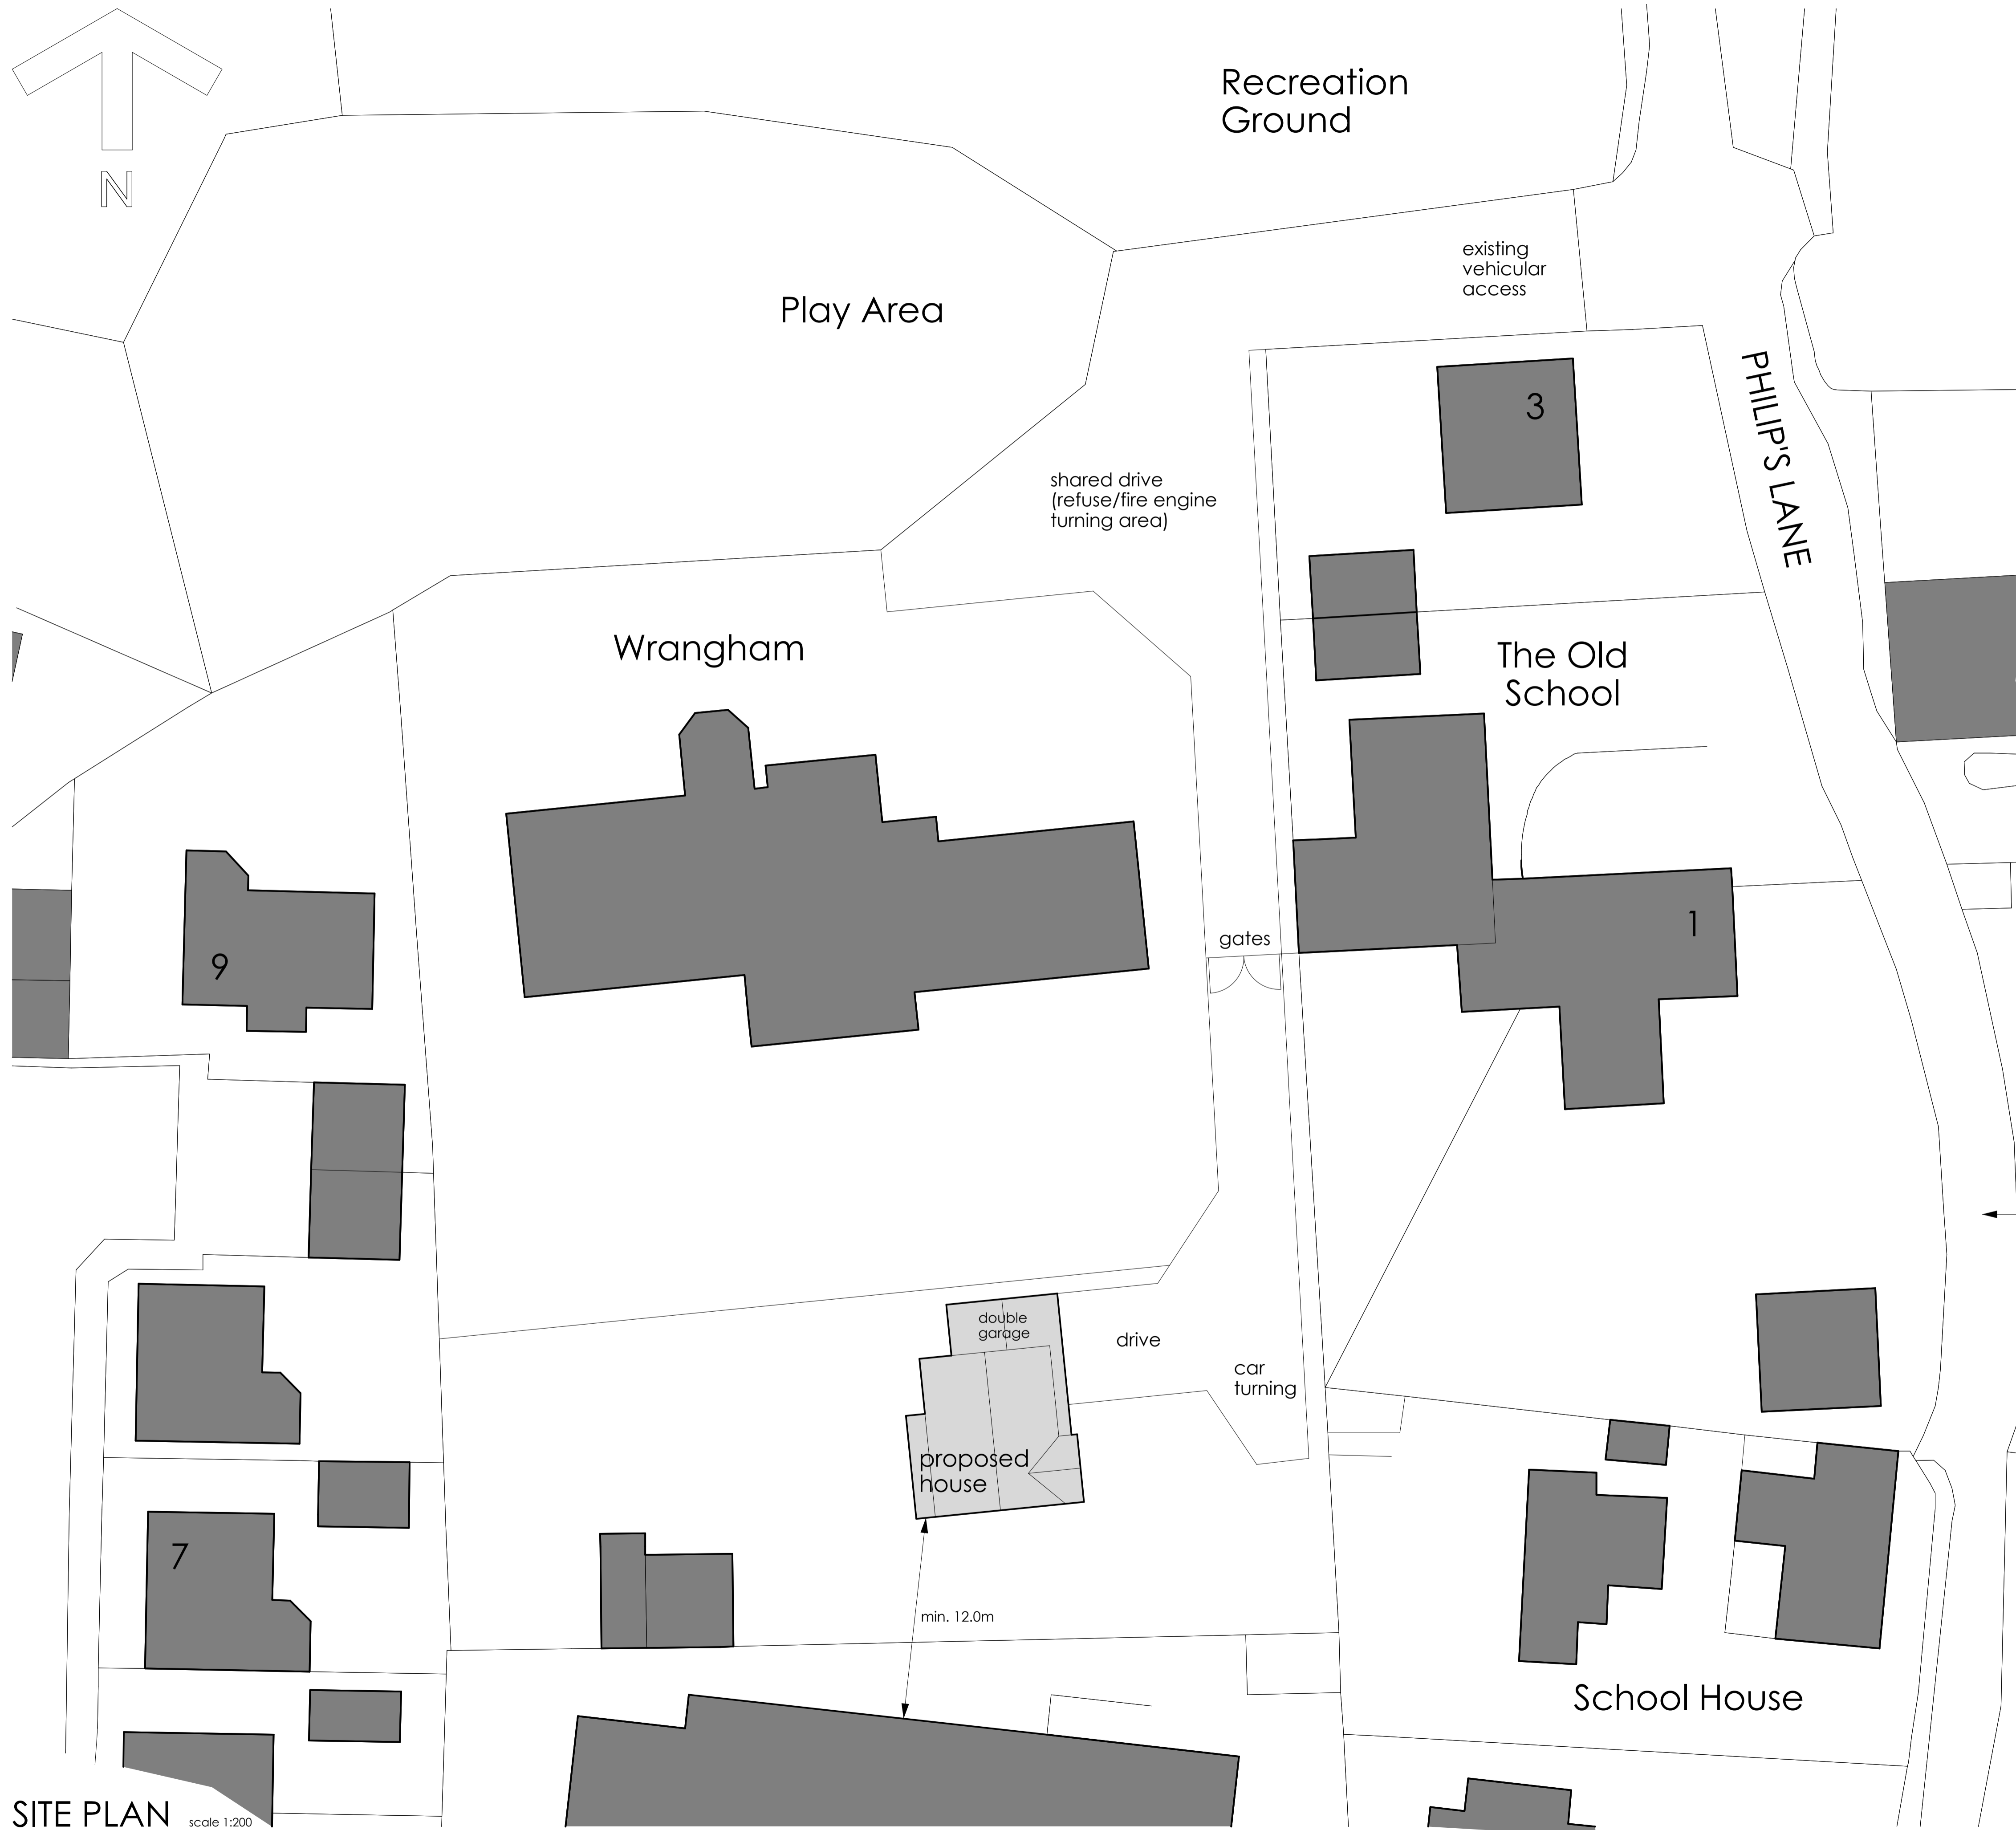 N
Recreation
Ground
existing
vehicular
access
Play Area
PHILIP'S LANE
3
shared drive
(refuse/fire engine
turning area)
Wrangham
The Old
School
9
gates
1
double
garage
drive
car
turning
proposed
house
7
min. 12.0m
School House
SITE PLAN scale 1:200